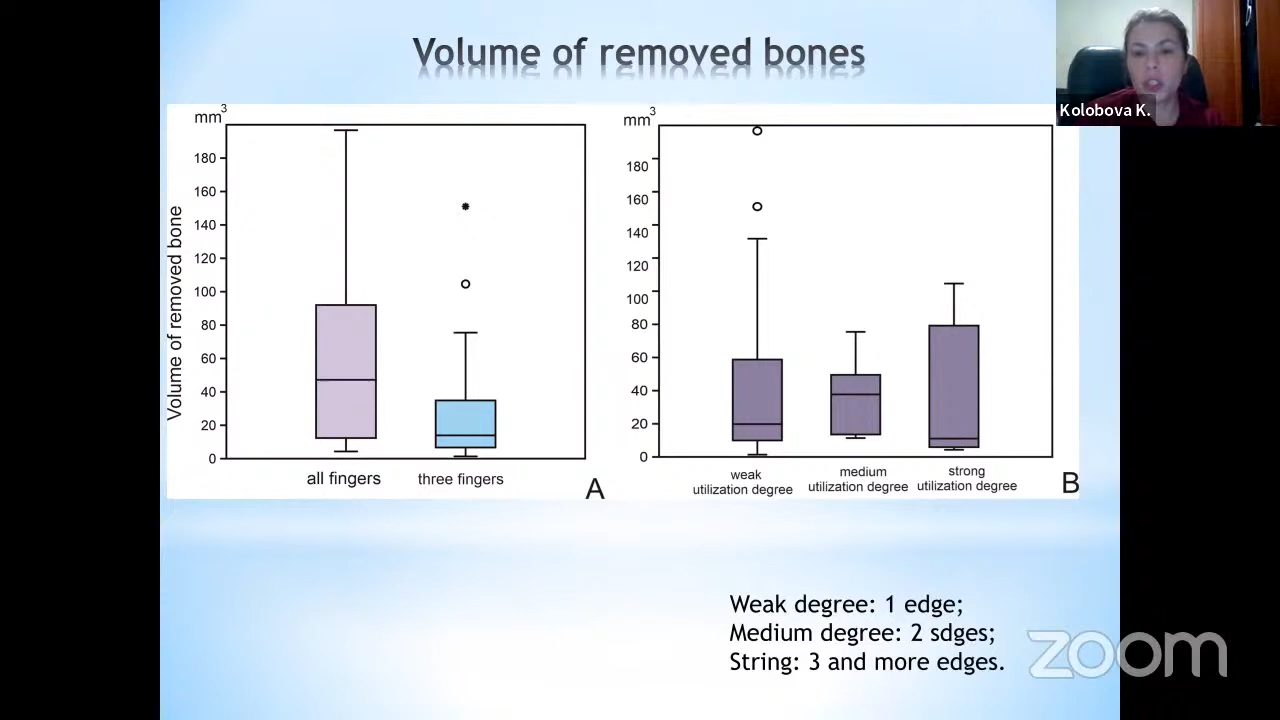 Volume of removed bones
Kolobova K.
mm³
Volume of removed bone
180
160
140
120
100
80
60
40
20
0
all fingers
three fingers
A
mm³
180
160
140
120
100
80
60
40
20
0
weak
utilization degree
medium
utilization degree
strong
utilization degree
B
Weak degree: 1 edge;
Medium degree: 2 sdges;
String: 3 and more edges.
zoom